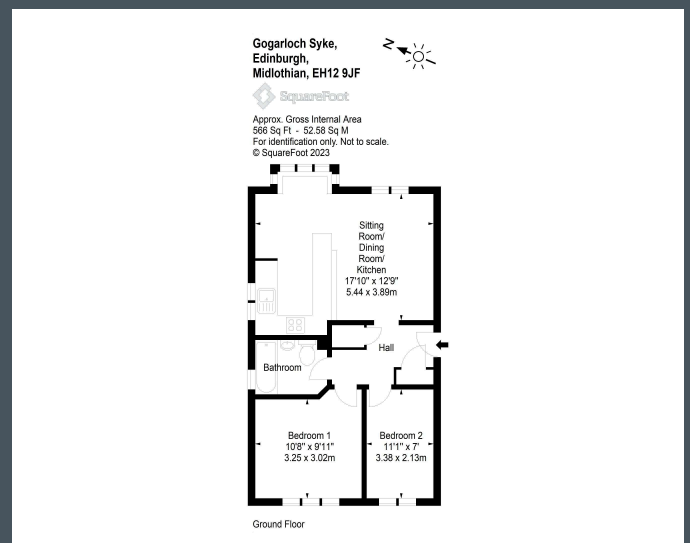 Gogarloch Syke,
Edinburgh,
Midlothian, EH12 9JF
N
SquareFoot
Approx. Gross Internal Area
566 Sq Ft - 52.58 Sq M
For identification only. Not to scale.
© SquareFoot 2023
Sitting
Room/
Dining
Room/
Kitchen
17'10" x 12'9"
5.44 x 3.89m
Hall
Bathroom
Bedroom 1
10'8" x 9'11"
3.25 x 3.02m
Bedroom 2
11'1" x 7'
3.38 x 2.13m
Ground Floor